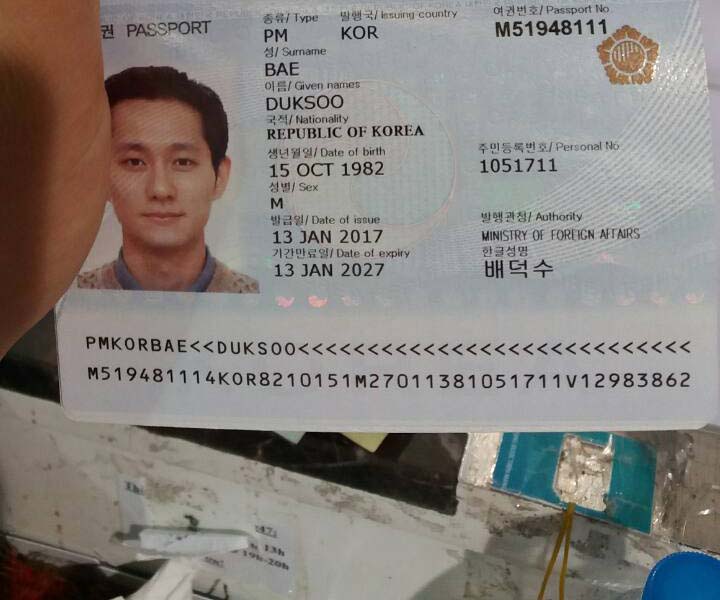 권 PASSPORT
종류/ Type 발행국/ Issuing country 여권번호/ Passport No.
PM KOR M51948111
성/ Surname
BAE
이름/ Given names
DUKSOO
국적/ Nationality
REPUBLIC OF KOREA
생년월일/ Date of birth 주민등록번호/ Personal No
15 OCT 1982 1051711
성별/ Sex
M
발급일/ Date of issue 발행관청/ Authority
13 JAN 2017 MINISTRY OF FOREIGN AFFAIRS
기간만료일/ Date of expiry 한글성명
13 JAN 2027 배덕수
PMKORBAE<<DUKSOO<<<<<<<<<<<<<<<<<<<<<<<<<<<<
M519481114KOR8210151M27011381051711V12983862
13h
19h-20h